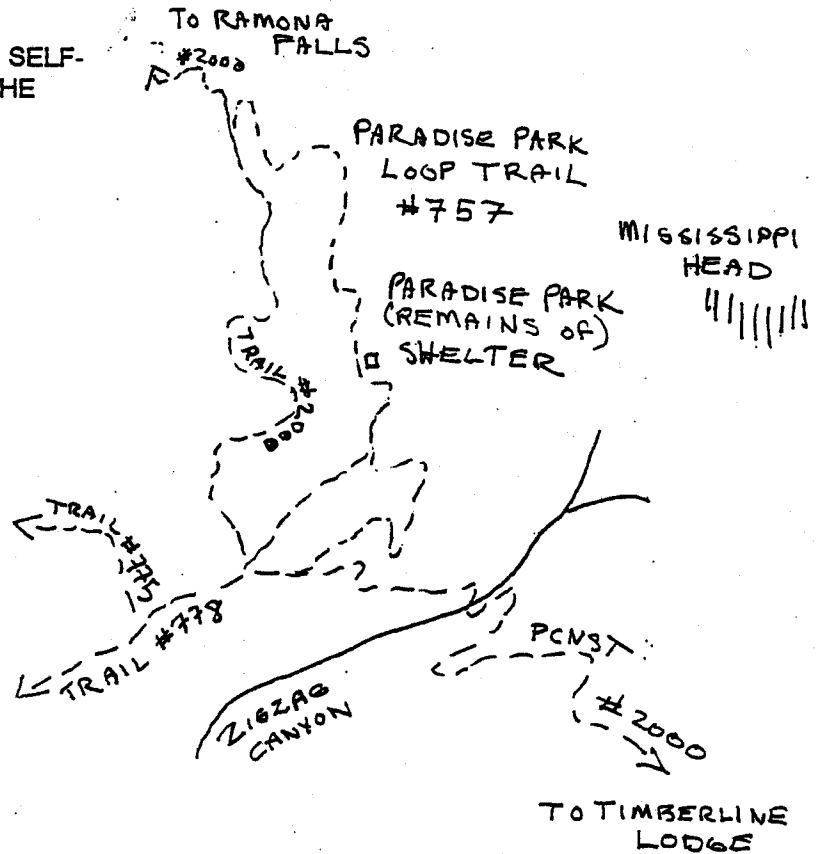 TO RAMONA
FALLS
SELF-
HE
#2000
PARADISE PARK
LOOP TRAIL
#757
MISSISSIPPI
HEAD
PARADISE PARK
(REMAINS OF)
SHELTER
TRAIL #2000
TRAIL #775
TRAIL #778
PCNST
#2000
ZIGZAG
CANYON
TO TIMBERLINE
LODGE